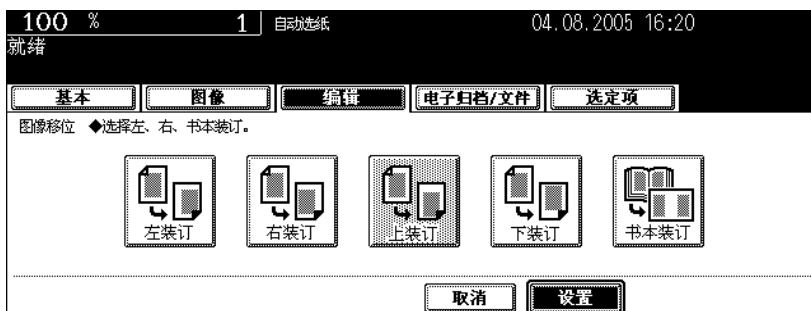 100 % 1 自动选纸 04.08.2005 16:20
就绪
基本 图像 编辑 电子归档/文件 选定项
图像移位 ◆选择左、右、书本装订。
左装订 右装订 上装订 下装订 书本装订
取消 设置